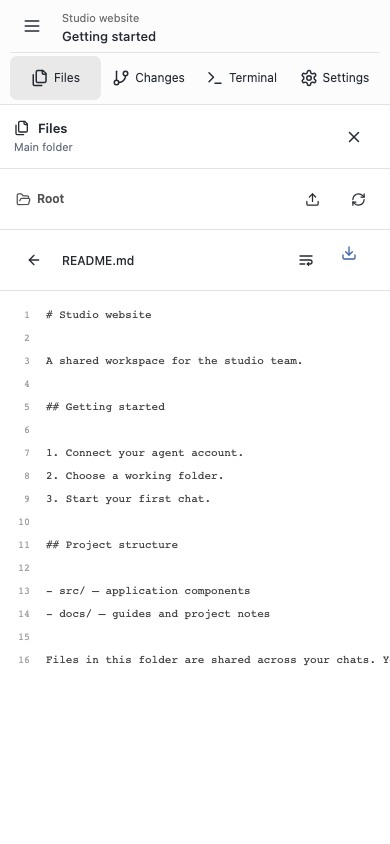 Studio website
Getting started
Files
Changes
Terminal
Settings
Files
Main folder
Root
README.md
1 # Studio website
2
3 A shared workspace for the studio team.
4
5 ## Getting started
6
7 1. Connect your agent account.
8 2. Choose a working folder.
9 3. Start your first chat.
10
11 ## Project structure
12
13 - src/ — application components
14 - docs/ — guides and project notes
15
16 Files in this folder are shared across your chats.